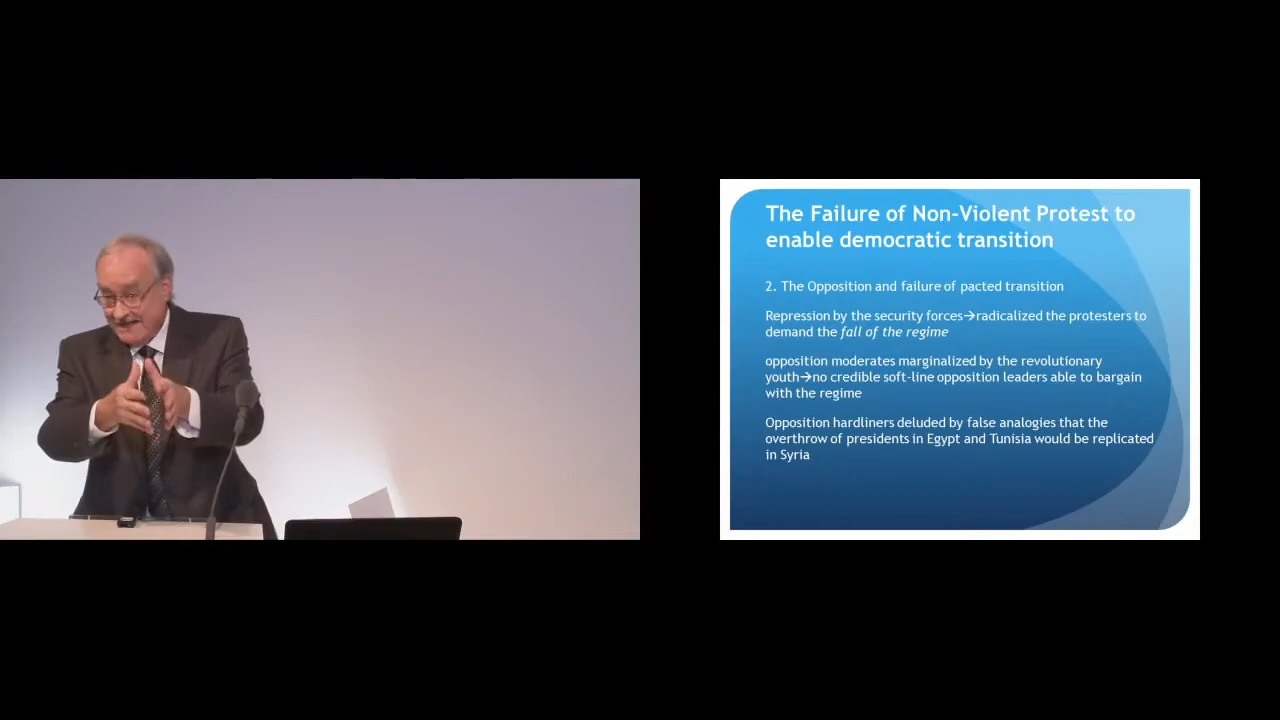 The Failure of Non-Violent Protest to
enable democratic transition
2. The Opposition and failure of pacted transition
Repression by the security forces→radicalized the protesters to
demand the fall of the regime
opposition moderates marginalized by the revolutionary
youth→no credible soft-line opposition leaders able to bargain
with the regime
Opposition hardliners deluded by false analogies that the
overthrow of presidents in Egypt and Tunisia would be replicated
in Syria